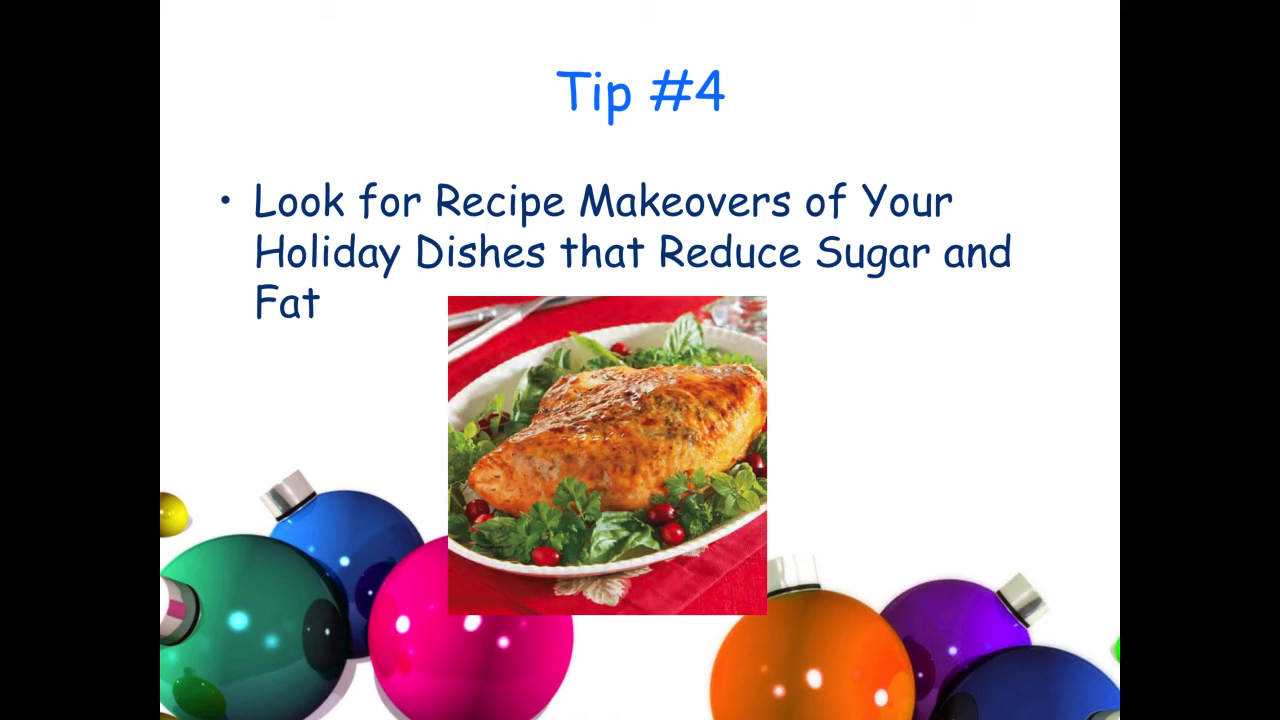 Tip #4
• Look for Recipe Makeovers of Your
Holiday Dishes that Reduce Sugar and
Fat